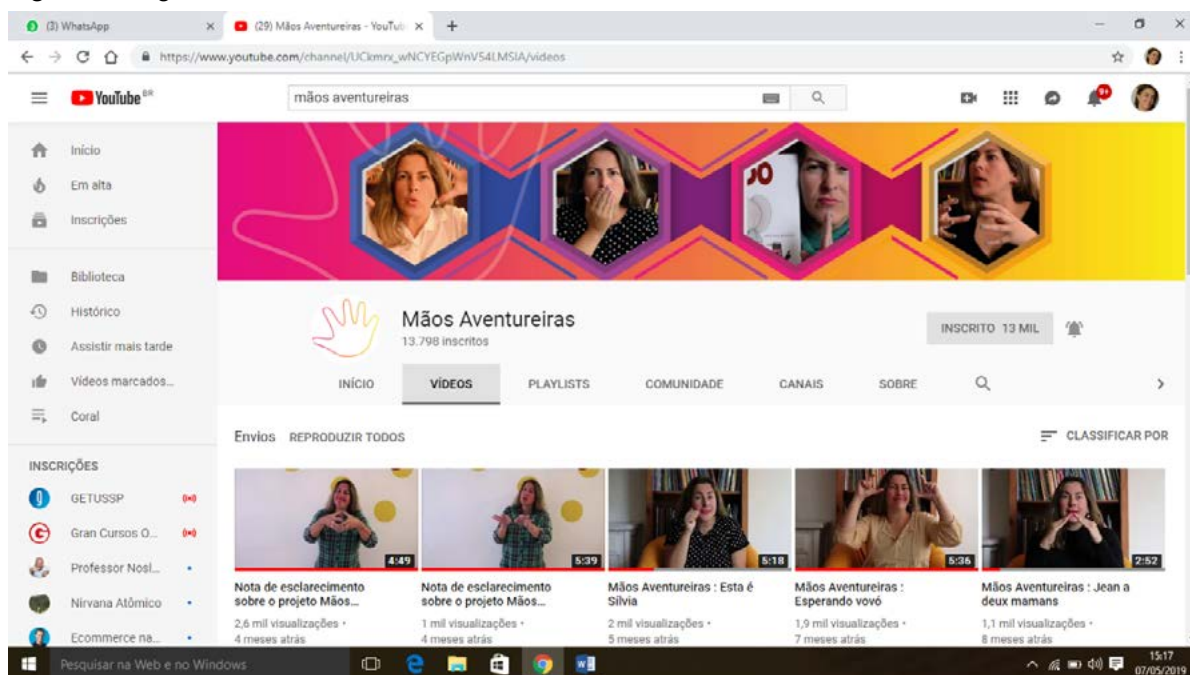 (3) WhatsApp
(29) Mãos Aventureiras - YouTub
https://www.youtube.com/channel/UCkmrx_wNCYEGpWnVS4LMSIA/videos
YouTube BR
mãos aventureiras
9+
Início
Em alta
Inscrições
Biblioteca
Histórico
Assistir mais tarde
Vídeos marcados...
Coral
INSCRIÇÕES
GETUSSP
Gran Cursos O...
Professor Nosl...
Nirvana Atômico
Ecommerce na...
Mãos Aventureiras
13.798 inscritos
INSCRITO 13 MIL
INÍCIO VÍDEOS PLAYLISTS COMUNIDADE CANAIS SOBRE
Envios REPRODUZIR TODOS
CLASSIFICAR POR
4:49
Nota de esclarecimento
sobre o projeto Mãos...
2,6 mil visualizações •
4 meses atrás
5:39
Nota de esclarecimento
sobre o projeto Mãos...
1 mil visualizações •
4 meses atrás
5:18
Mãos Aventureiras : Esta é
Sílvia
2 mil visualizações •
5 meses atrás
5:36
Mãos Aventureiras :
Esperando vovó
1,9 mil visualizações •
7 meses atrás
2:52
Mãos Aventureiras : Jean a
deux mamans
1,1 mil visualizações •
8 meses atrás
Pesquisar na Web e no Windows
15:17
07/05/2019